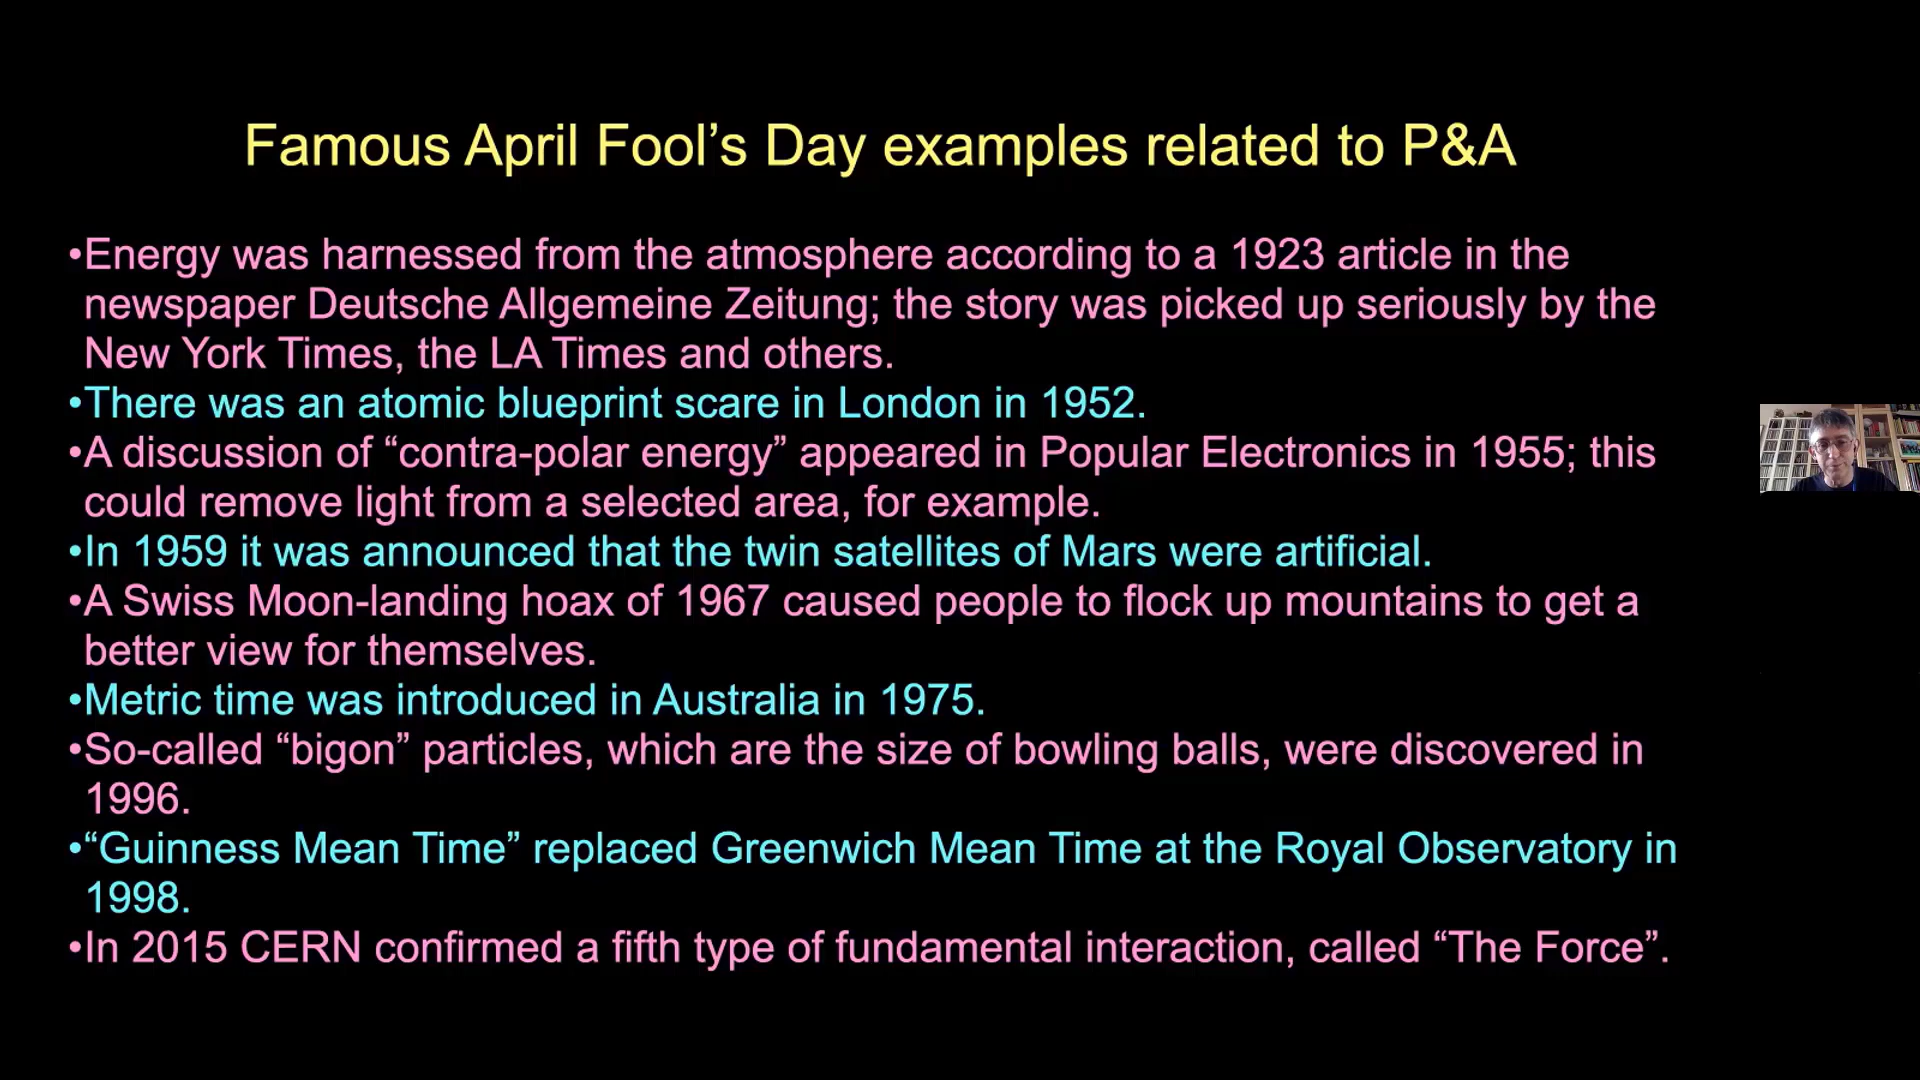 Famous April Fool’s Day examples related to P&A
•Energy was harnessed from the atmosphere according to a 1923 article in the
newspaper Deutsche Allgemeine Zeitung; the story was picked up seriously by the
New York Times, the LA Times and others.
•There was an atomic blueprint scare in London in 1952.
•A discussion of “contra-polar energy” appeared in Popular Electronics in 1955; this
could remove light from a selected area, for example.
•In 1959 it was announced that the twin satellites of Mars were artificial.
•A Swiss Moon-landing hoax of 1967 caused people to flock up mountains to get a
better view for themselves.
•Metric time was introduced in Australia in 1975.
•So-called “bigon” particles, which are the size of bowling balls, were discovered in
1996.
•“Guinness Mean Time” replaced Greenwich Mean Time at the Royal Observatory in
1998.
•In 2015 CERN confirmed a fifth type of fundamental interaction, called “The Force”.